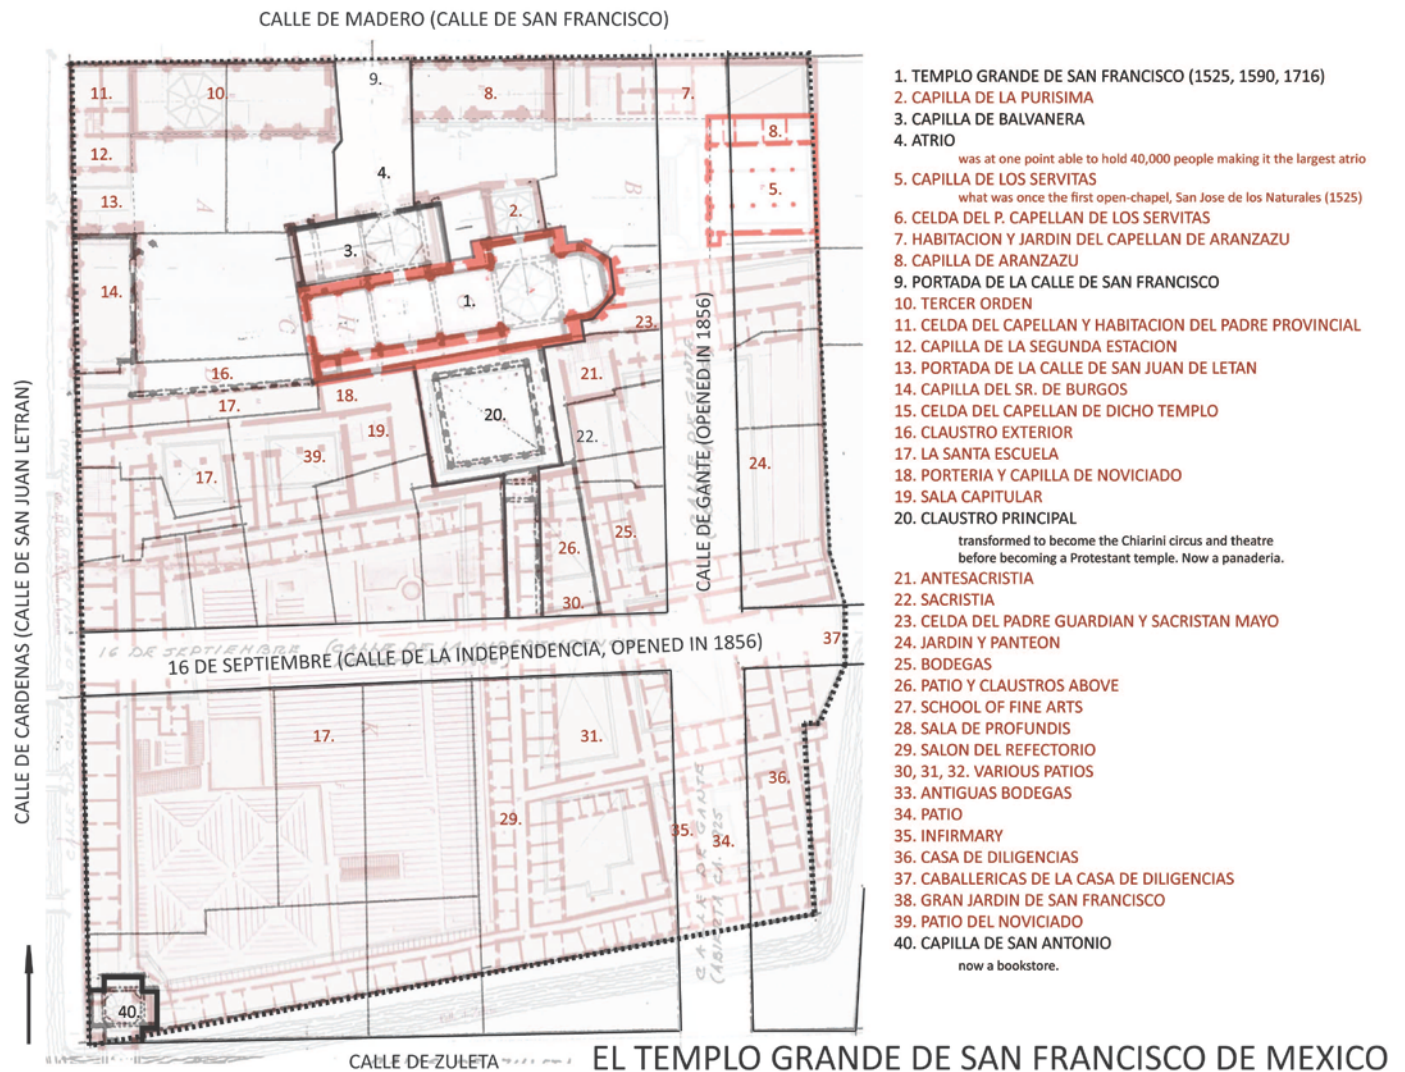 CALLE DE MADERO (CALLE DE SAN FRANCISCO)
9.
11.
10.
8.
7.
8.
12.
4.
5.
13.
2.
A
B
3.
14.
1.
23.
16.
21.
17.
18.
20.
19.
22.
39.
17.
24.
25.
26.
30.
CALLE DE GANTE (OPENED IN 1856)
CALLE DE CARDENAS (CALLE DE SAN JUAN LETRAN)
37.
16 DE SEPTIEMBRE
16 DE SEPTIEMBRE (CALLE DE LA INDEPENDENCIA, OPENED IN 1856)
17.
31.
36.
29.
35.
34.
CALLE DE GANTE
40.
CALLE DE ZULETA
EL TEMPLO GRANDE DE SAN FRANCISCO DE MEXICO
1. TEMPLO GRANDE DE SAN FRANCISCO (1525, 1590, 1716)
2. CAPILLA DE LA PURISIMA
3. CAPILLA DE BALVANERA
4. ATRIO
was at one point able to hold 40,000 people making it the largest atrio
5. CAPILLA DE LOS SERVITAS
what was once the first open-chapel, San Jose de los Naturales (1525)
6. CELDA DEL P. CAPELLAN DE LOS SERVITAS
7. HABITACION Y JARDIN DEL CAPELLAN DE ARANZAZU
8. CAPILLA DE ARANZAZU
9. PORTADA DE LA CALLE DE SAN FRANCISCO
10. TERCER ORDEN
11. CELDA DEL CAPELLAN Y HABITACION DEL PADRE PROVINCIAL
12. CAPILLA DE LA SEGUNDA ESTACION
13. PORTADA DE LA CALLE DE SAN JUAN DE LETAN
14. CAPILLA DEL SR. DE BURGOS
15. CELDA DEL CAPELLAN DE DICHO TEMPLO
16. CLAUSTRO EXTERIOR
17. LA SANTA ESCUELA
18. PORTERIA Y CAPILLA DE NOVICIADO
19. SALA CAPITULAR
20. CLAUSTRO PRINCIPAL
transformed to become the Chiarini circus and theatre
before becoming a Protestant temple. Now a panaderia.
21. ANTESACRISTIA
22. SACRISTIA
23. CELDA DEL PADRE GUARDIAN Y SACRISTAN MAYO
24. JARDIN Y PANTEON
25. BODEGAS
26. PATIO Y CLAUSTROS ABOVE
27. SCHOOL OF FINE ARTS
28. SALA DE PROFUNDIS
29. SALON DEL REFECTORIO
30, 31, 32. VARIOUS PATIOS
33. ANTIGUAS BODEGAS
34. PATIO
35. INFIRMARY
36. CASA DE DILIGENCIAS
37. CABALLERICAS DE LA CASA DE DILIGENCIAS
38. GRAN JARDIN DE SAN FRANCISCO
39. PATIO DEL NOVICIADO
40. CAPILLA DE SAN ANTONIO
now a bookstore.